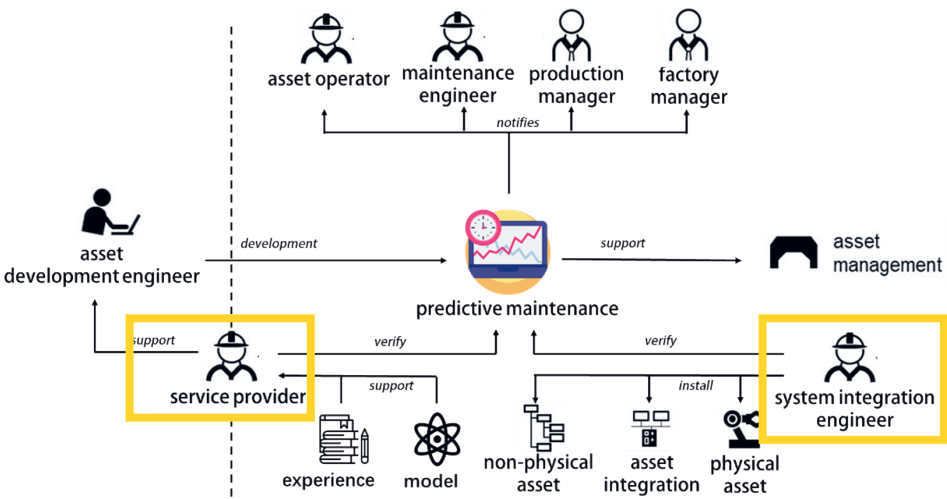 asset operator
maintenance
engineer
production
manager
factory
manager
notifies
asset
development engineer
development
predictive maintenance
support
asset
management
support
service provider
verify
verify
system integration
engineer
support
install
experience
model
non-physical
asset
asset
integration
physical
asset